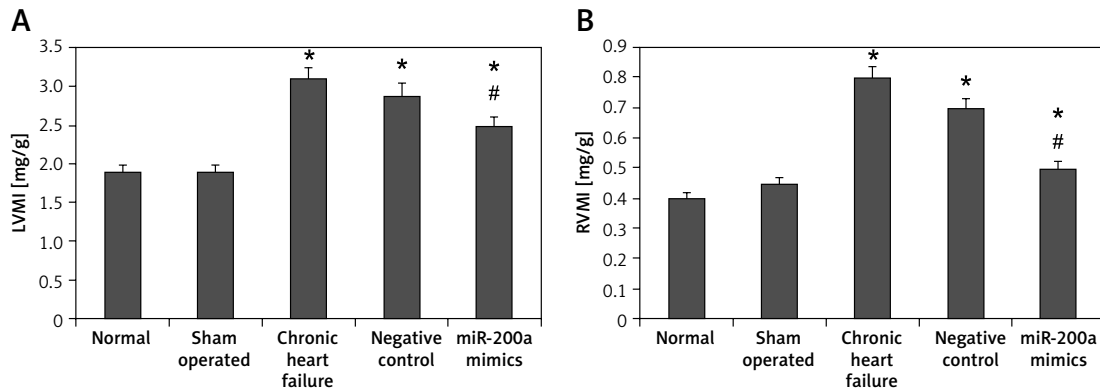 A
LVMI [mg/g]
3.5
3.0
2.5
2.0
1.5
1.0
0.5
0
*
*
*
#
Normal
Sham
operated
Chronic
heart
failure
Negative
control
miR-200a
mimics
B
RVMI [mg/g]
0.9
0.8
0.7
0.6
0.5
0.4
0.3
0.2
0.1
0
*
*
*
#
Normal
Sham
operated
Chronic
heart
failure
Negative
control
miR-200a
mimics